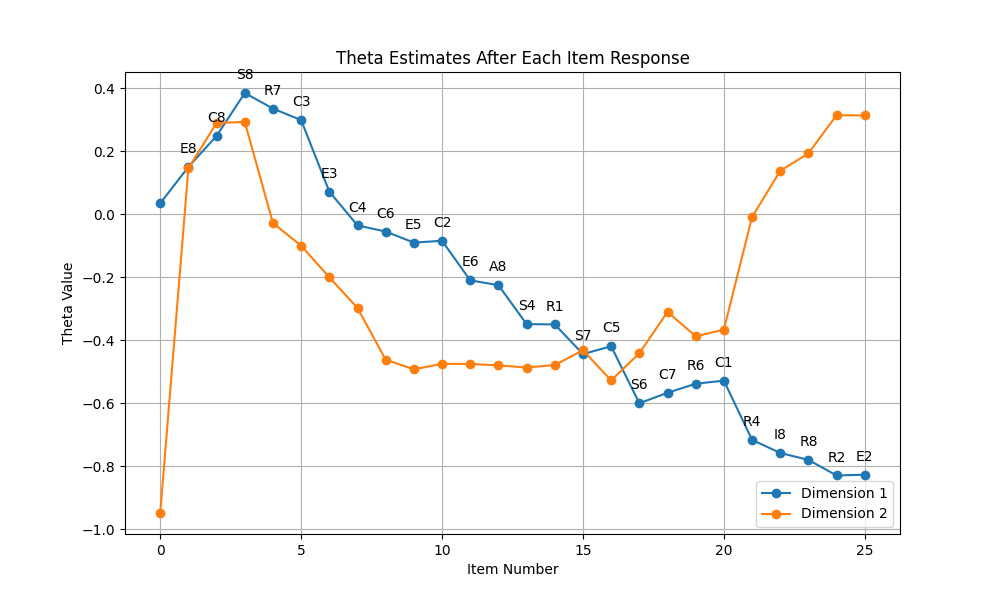 Theta Estimates After Each Item Response
Theta Value
0.4
0.2
0.0
−0.2
−0.4
−0.6
−0.8
−1.0
E8
C8
S8
R7
C3
E3
C4
C6
E5
C2
E6
A8
S4
R1
S7
C5
S6
C7
R6
C1
R4
I8
R8
R2
E2
Dimension 1
Dimension 2
0 5 10 15 20 25
Item Number